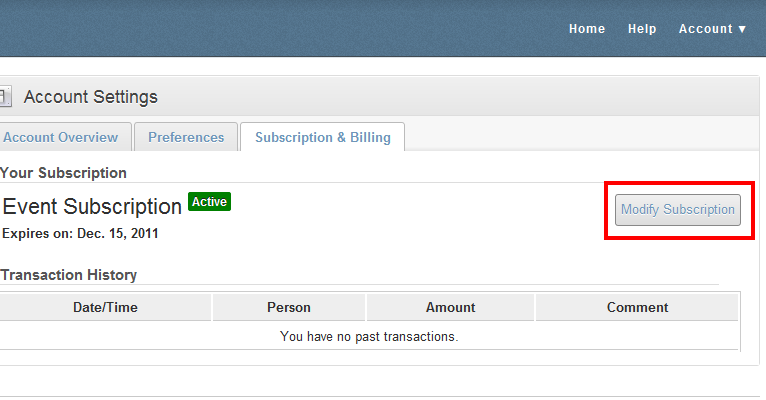 Home Help Account ▼
Account Settings
Account Overview Preferences Subscription & Billing
Your Subscription
Event Subscription Active
Modify Subscription
Expires on: Dec. 15, 2011
Transaction History
Date/Time Person Amount Comment
You have no past transactions.